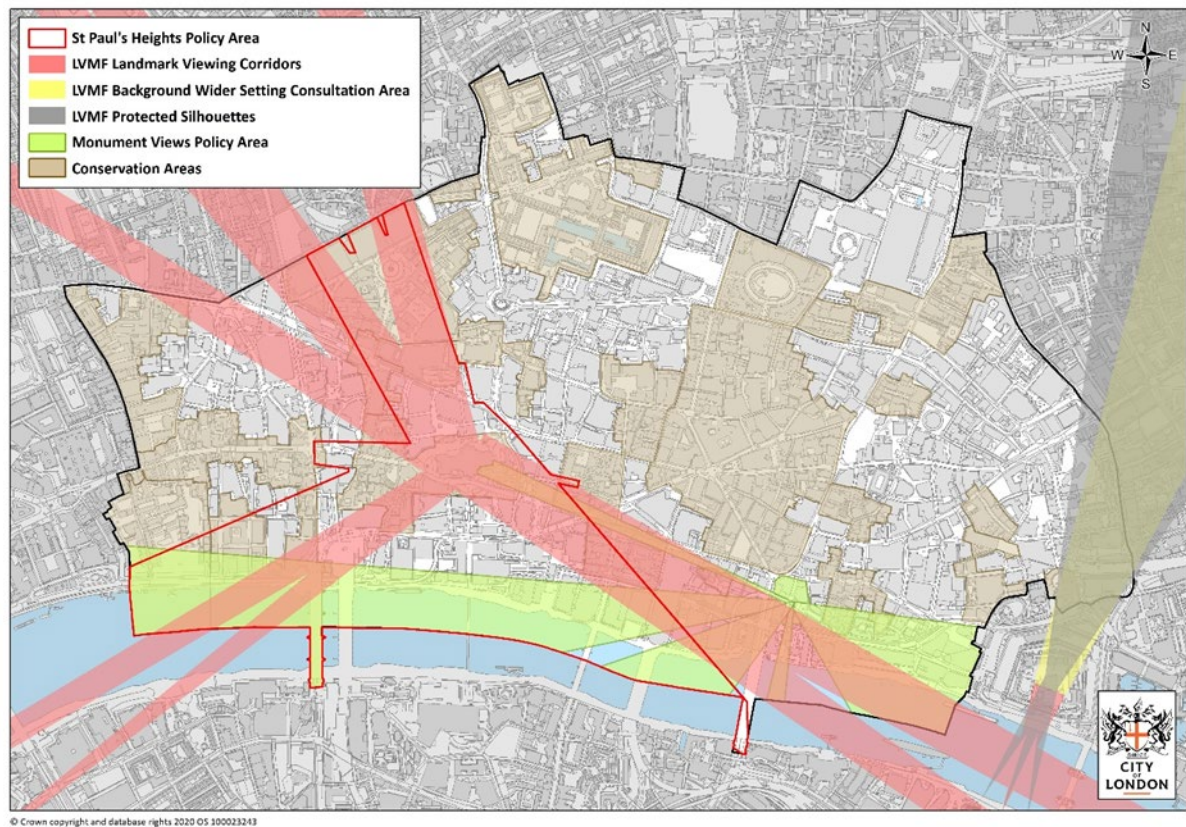 St Paul's Heights Policy Area
LVMF Landmark Viewing Corridors
LVMF Background Wider Setting Consultation Area
LVMF Protected Silhouettes
Monument Views Policy Area
Conservation Areas
N
W E
S
CITY
OF
LONDON
© Crown copyright and database rights 2020 OS 100023243